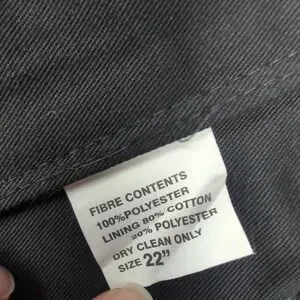 FIBRE CONTENTS
100%POLYESTER
LINING 80% COTTON
20% POLYESTER
DRY CLEAN ONLY
SIZE 22"